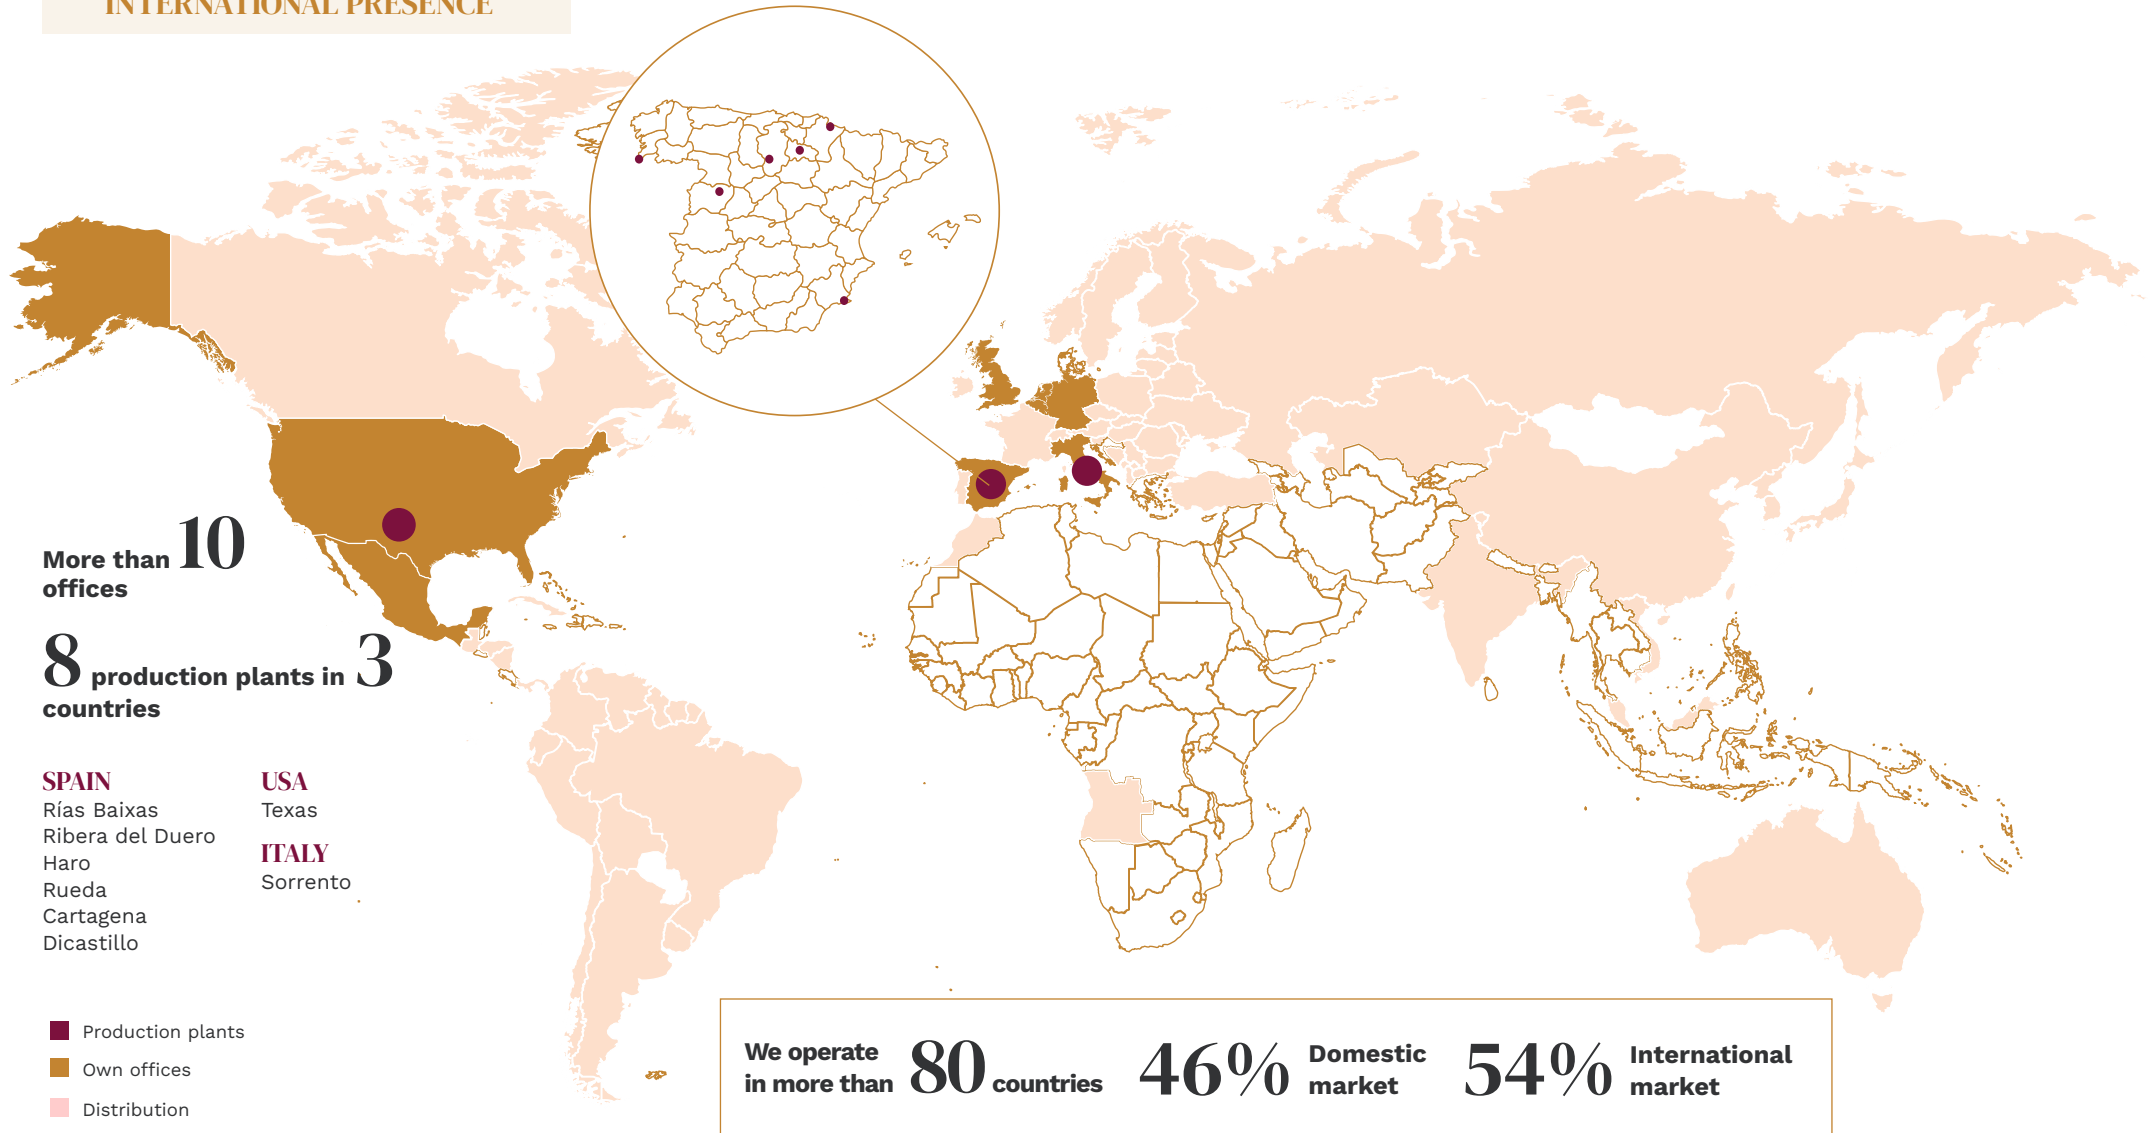 INTERNATIONAL PRESENCE
More than 10
offices
8 production plants in 3
countries
SPAIN
Rías Baixas
Ribera del Duero
Haro
Rueda
Cartagena
Dicastillo
USA
Texas
ITALY
Sorrento
Production plants
Own offices
Distribution
We operate
in more than 80 countries
46% Domestic
market
54% International
market